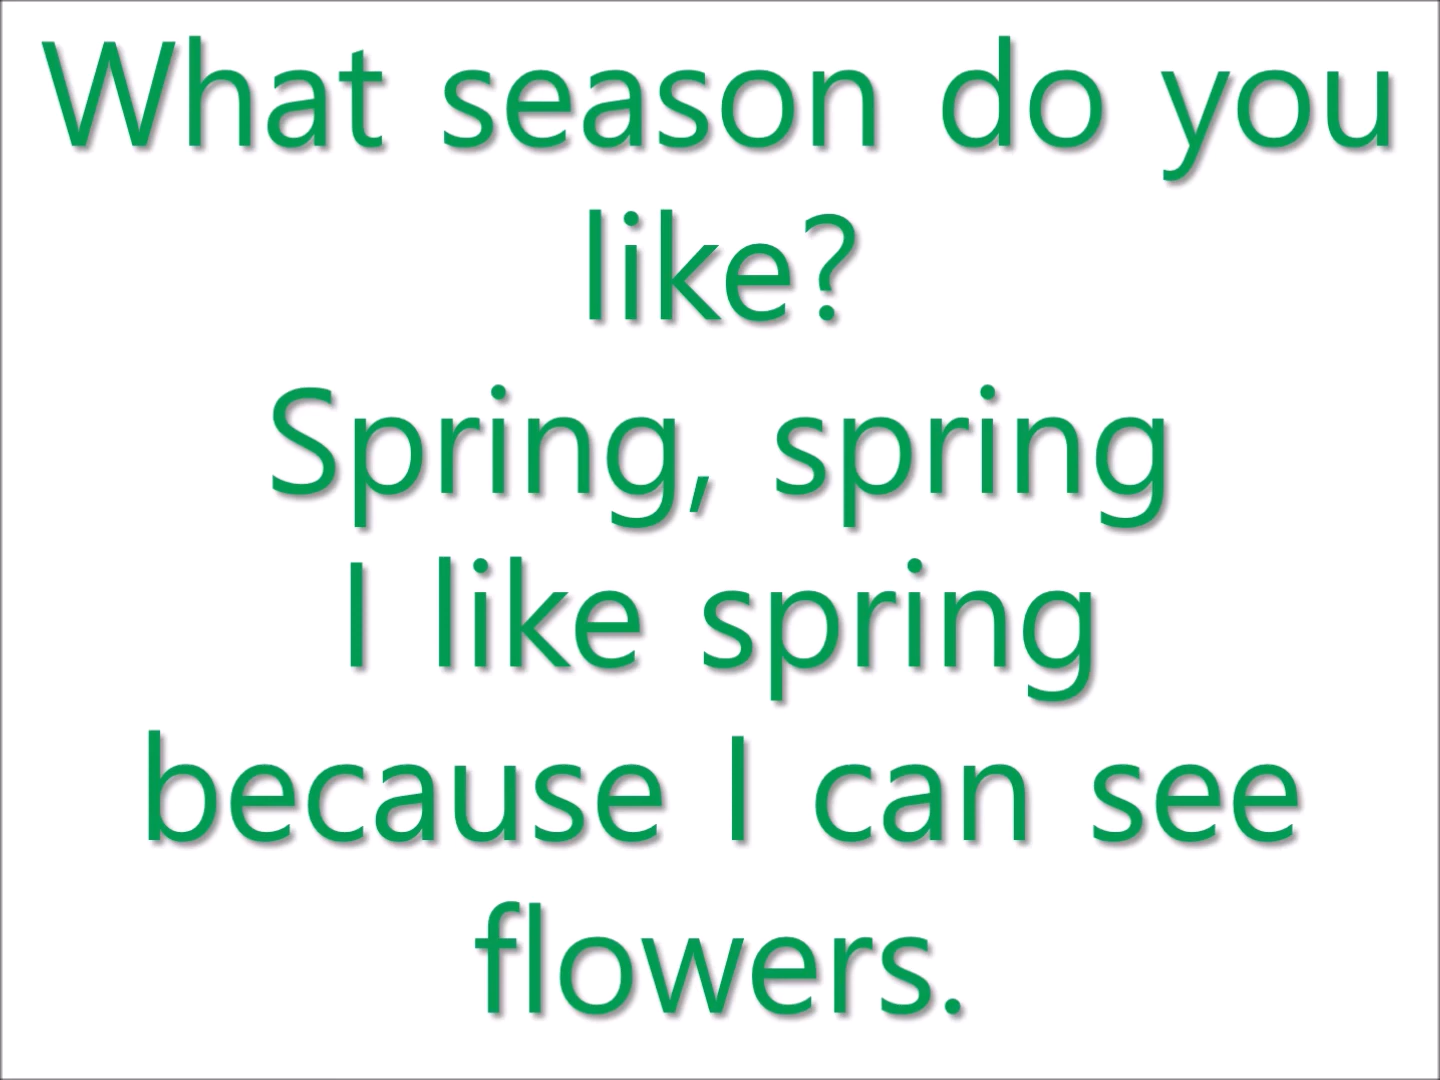 What season do you
like?
Spring, spring
I like spring
because I can see
flowers.